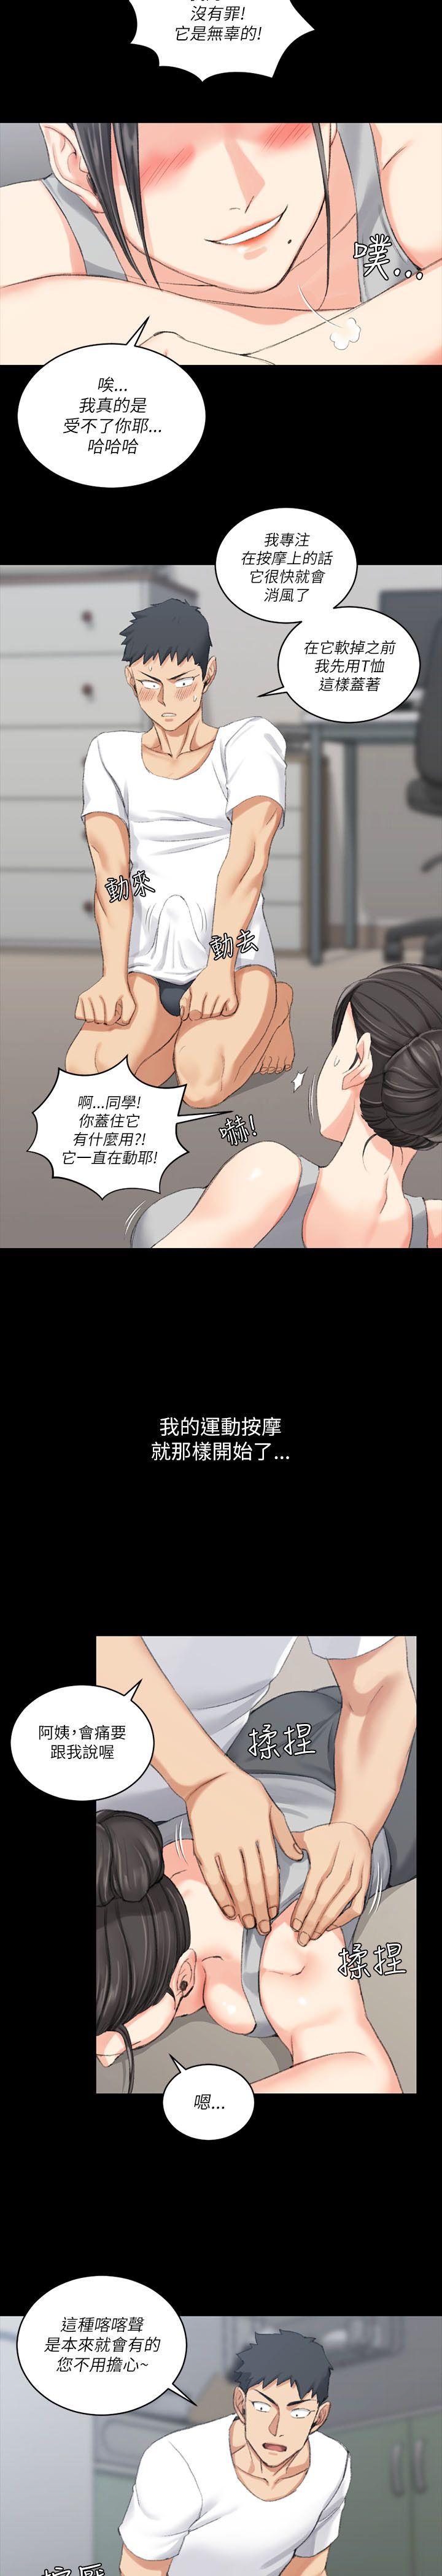 沒有罪!
它是無辜的!
噗...
唉...
我真的是
受不了你耶...
哈哈哈
我專注
在按摩上的話
它很快就會
消風了
在它軟掉之前
我先用T恤
這樣蓋著
動來
動去
啊...同學!
你蓋住它
有什麼用?!
它一直在動耶!
嚇!
我的運動按摩
就那樣開始了...
阿姨,會痛要
跟我說喔
揉捏
揉捏
嗯...
這種喀喀聲
是本來就會有的
您不用擔心~